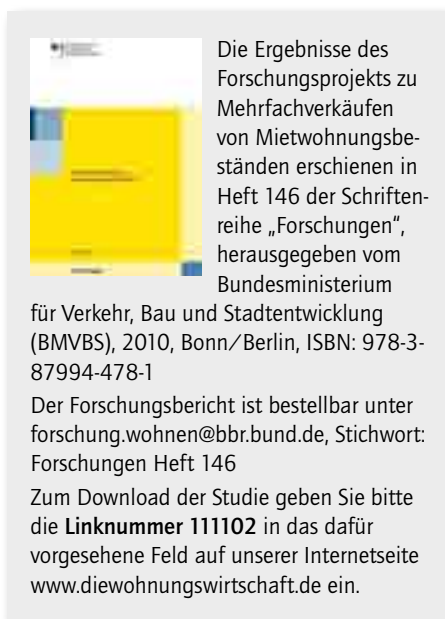 Die Ergebnisse des
Forschungsprojekts zu
Mehrfachverkäufen
von Mietwohnungsbe-
ständen erschienen in
Heft 146 der Schriften-
reihe „Forschungen“,
herausgegeben vom
Bundesministerium
für Verkehr, Bau und Stadtentwicklung
(BMVBS), 2010, Bonn/Berlin, ISBN: 978-3-
87994-478-1
Der Forschungsbericht ist bestellbar unter
forschung.wohnen@bbr.bund.de, Stichwort:
Forschungen Heft 146
Zum Download der Studie geben Sie bitte
die Linknummer 111102 in das dafür
vorgesehene Feld auf unserer Internetseite
www.diewohnungswirtschaft.de ein.